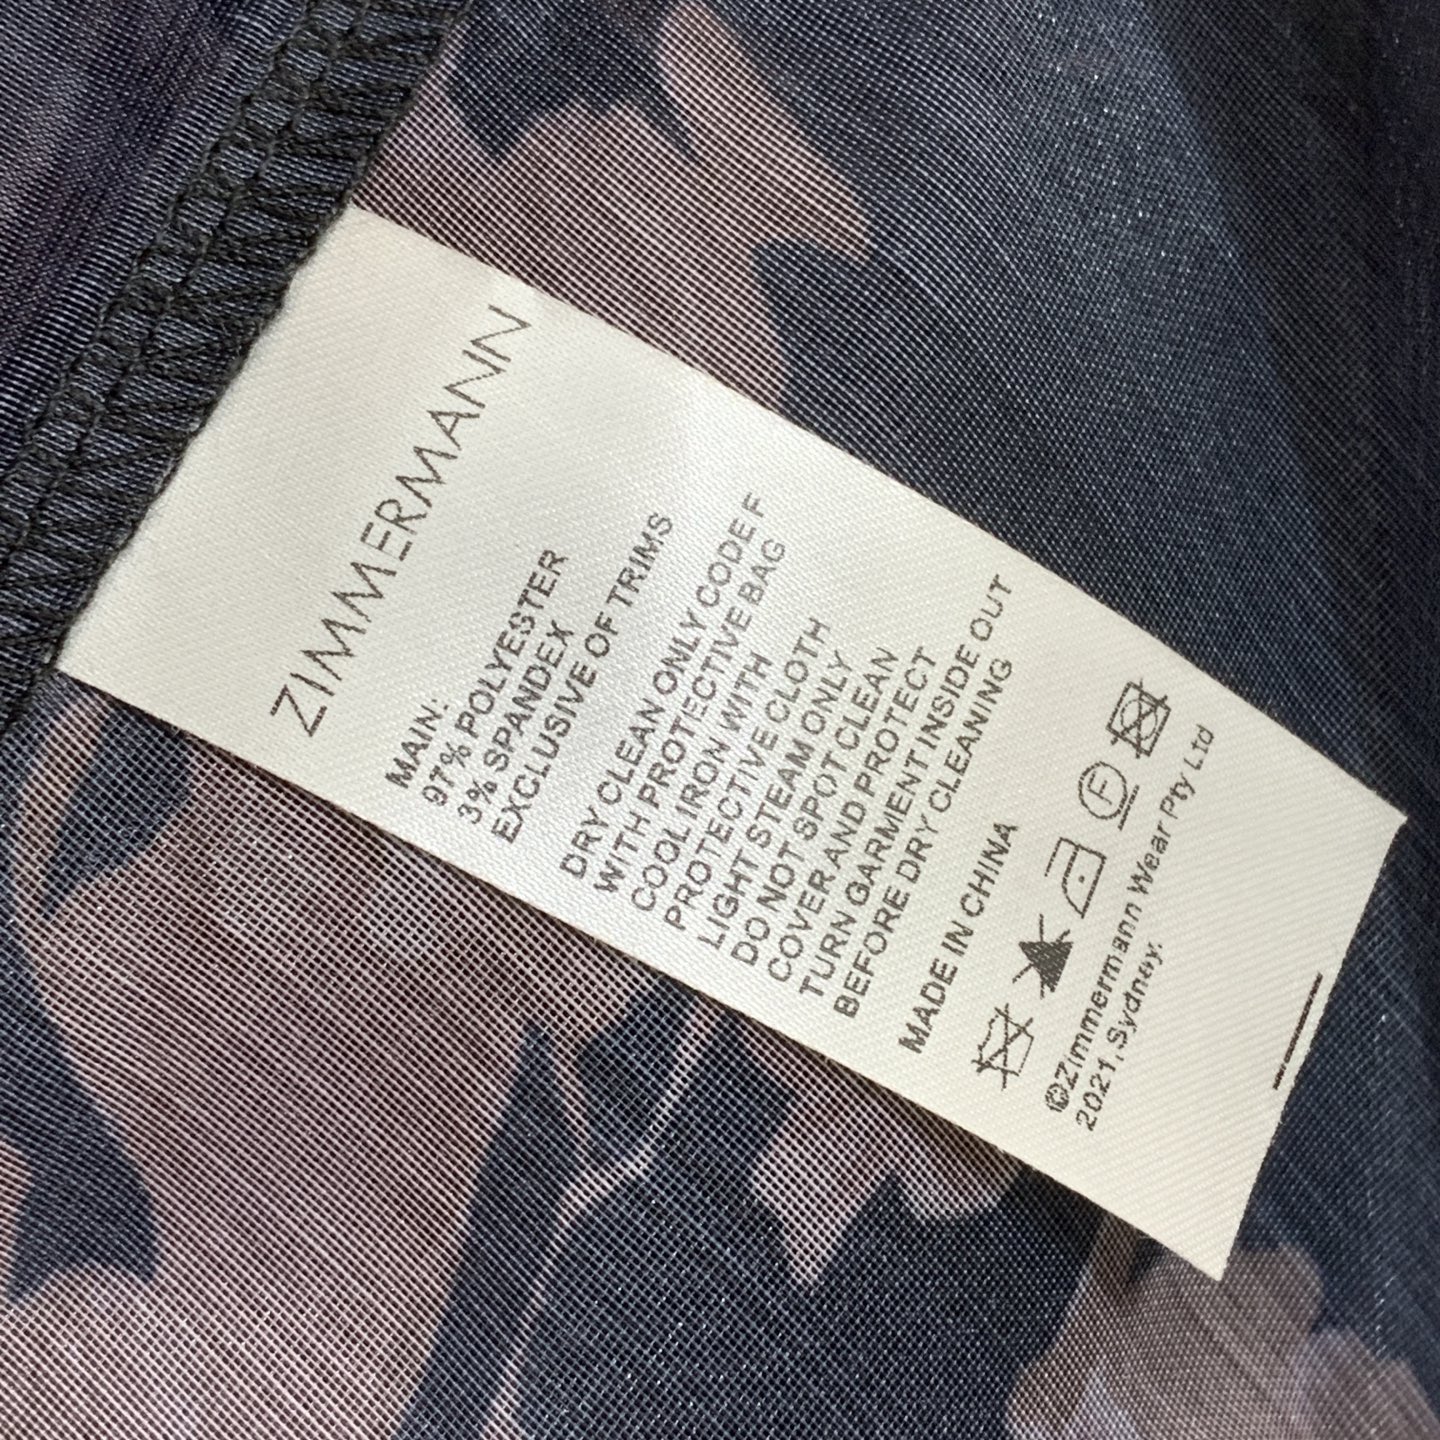 ZIMMERMANN
MAIN:
97% POLYESTER
3% SPANDEX
EXCLUSIVE OF TRIMS
DRY CLEAN ONLY CODE F
WITH PROTECTIVE BAG
COOL IRON WITH
PROTECTIVE CLOTH
LIGHT STEAM ONLY
DO NOT SPOT CLEAN
COVER AND PROTECT
TURN GARMENT INSIDE OUT
BEFORE DRY CLEANING
MADE IN CHINA
F
©Zimmermann Wear Pty Ltd
2021,Sydney.